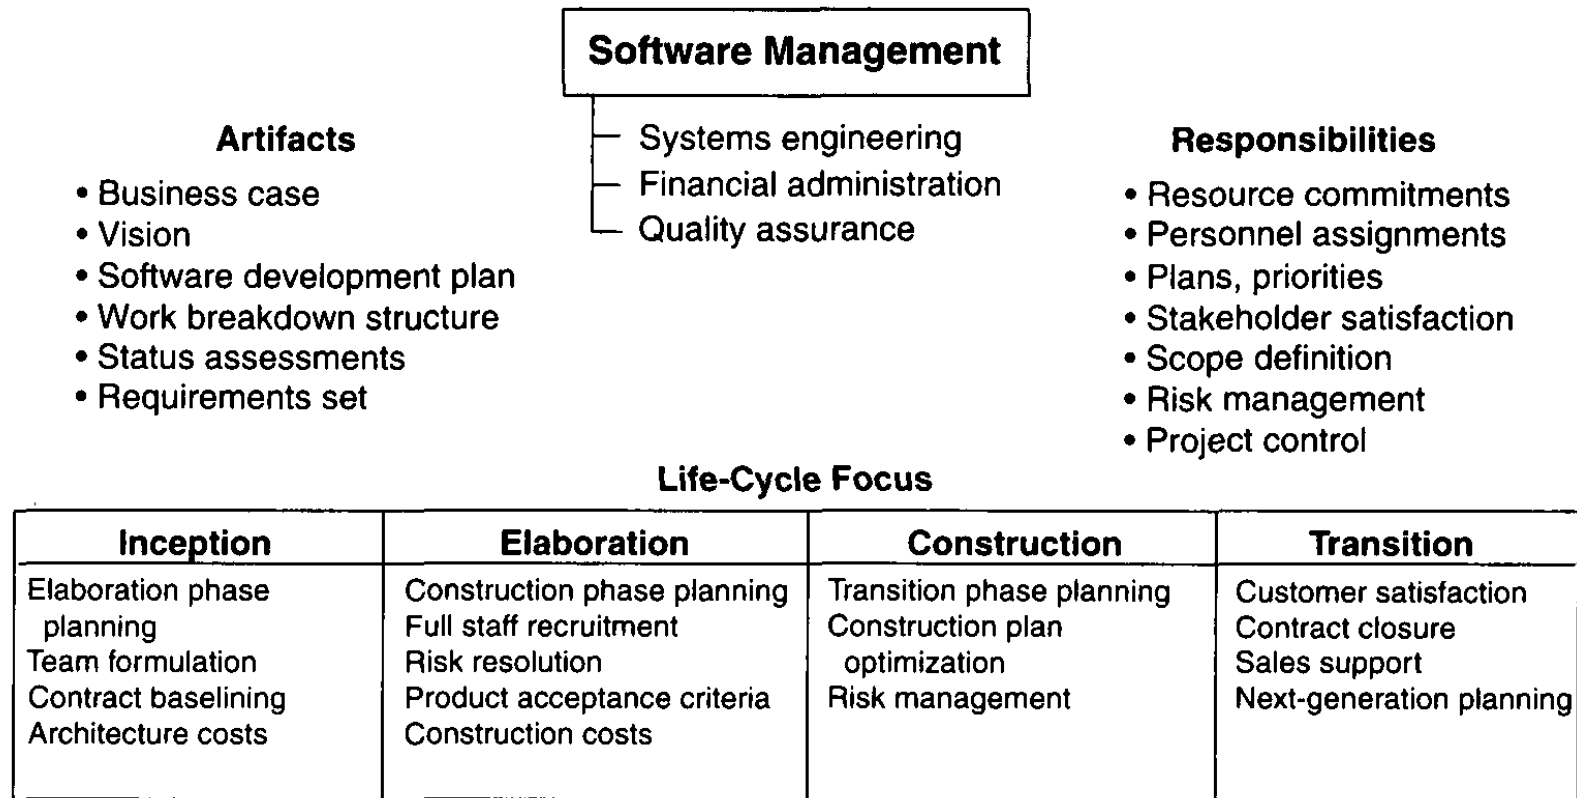 Software Management
Systems engineering
Financial administration
Quality assurance
Artifacts
• Business case
• Vision
• Software development plan
• Work breakdown structure
• Status assessments
• Requirements set
Responsibilities
• Resource commitments
• Personnel assignments
• Plans, priorities
• Stakeholder satisfaction
• Scope definition
• Risk management
• Project control
Life-Cycle Focus
Inception
Elaboration phase
planning
Team formulation
Contract baselining
Architecture costs
Elaboration
Construction phase planning
Full staff recruitment
Risk resolution
Product acceptance criteria
Construction costs
Construction
Transition phase planning
Construction plan
optimization
Risk management
Transition
Customer satisfaction
Contract closure
Sales support
Next-generation planning